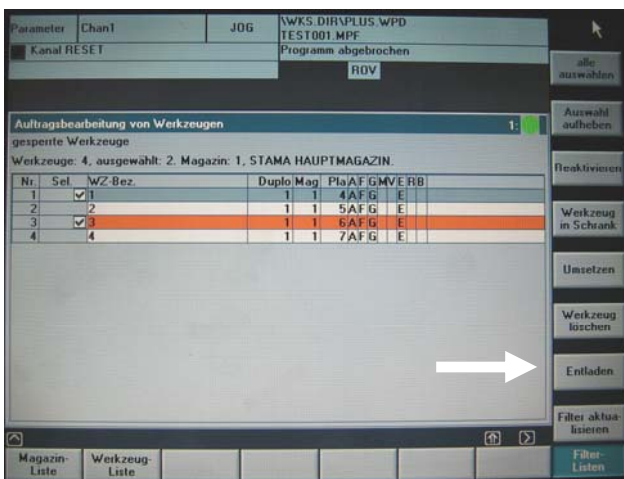 Parameter Chan1 JOG \WKS.DIR\PLUS.WPD
TEST001.MPF
Kanal RESET Programm abgebrochen
ROV
alle
auswählen
Auftragsbearbeitung von Werkzeugen 1:
Auswahl
aufheben
gesperrte Werkzeuge
Werkzeuge: 4, ausgewählt: 2. Magazin: 1, STAMA HAUPTMAGAZIN.
Reaktivieren
Nr. Sel. WZ-Bez. Duplo Mag Pla A F G M V E R B
1 1 1 1 4 A F G E
2 2 1 1 5 A F G E
3 3 1 1 6 A F G E
4 4 1 1 7 A F G E
Werkzeug
in Schrank
Umsetzen
Werkzeug
löschen
Entladen
Filter aktua-
lisieren
Magazin-
Liste
Werkzeug-
Liste
Filter-
Listen